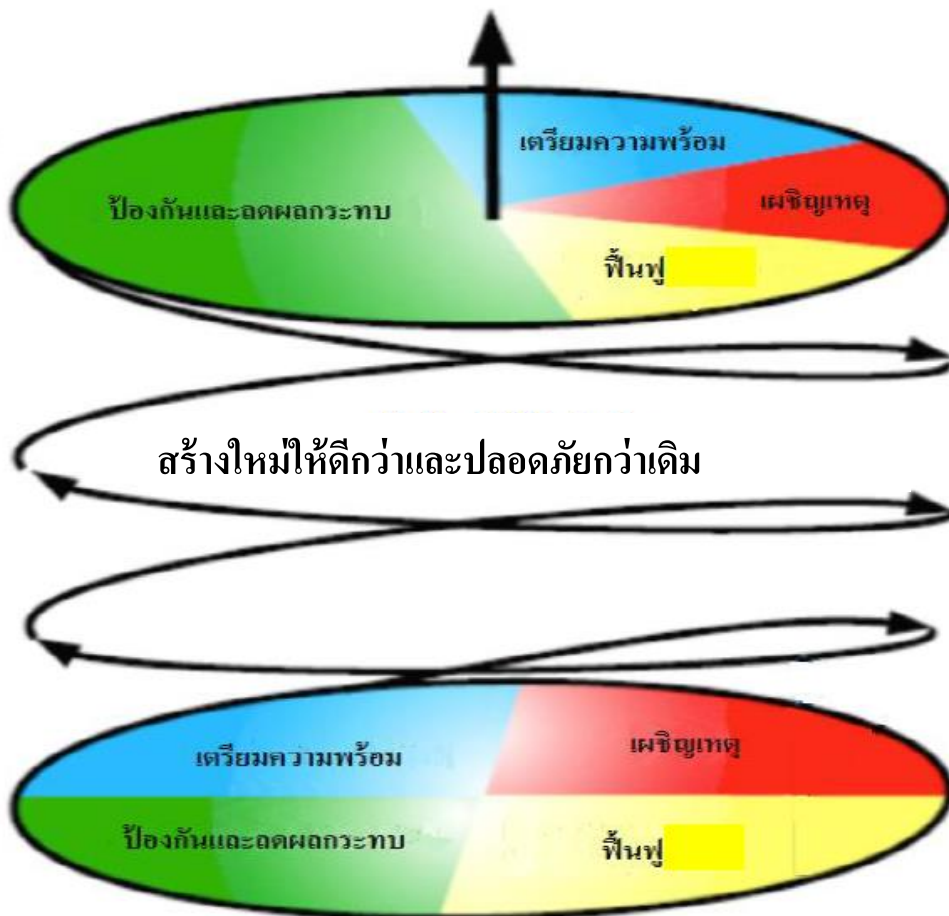 เตรียมความพร้อม
เผชิญเหตุ
ป้องกันและลดผลกระทบ
ฟื้นฟู
สร้างใหม่ให้ดีกว่าและปลอดภัยกว่าเดิม
เตรียมความพร้อม
เผชิญเหตุ
ป้องกันและลดผลกระทบ
ฟื้นฟู